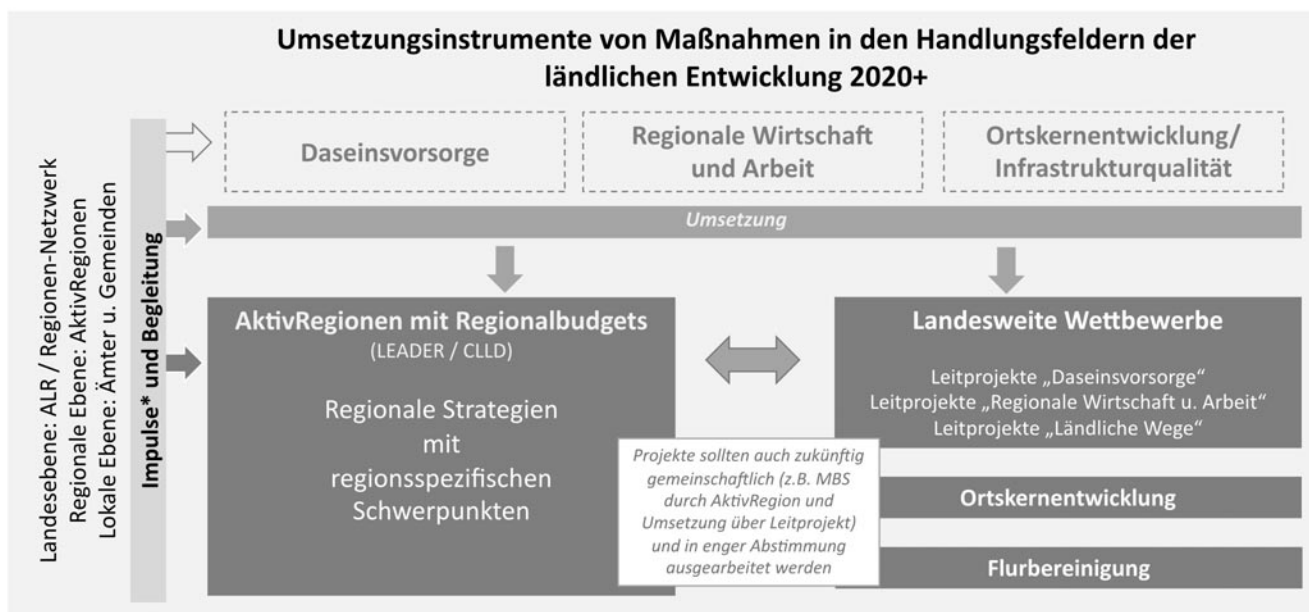 Umsetzungsinstrumente von Maßnahmen in den Handlungsfeldern der
ländlichen Entwicklung 2020+
Landesebene: ALR / Regionen-Netzwerk
Regionale Ebene: AktivRegionen
Lokale Ebene: Ämter u. Gemeinden
Impulse* und Begleitung
Daseinsvorsorge
Regionale Wirtschaft
und Arbeit
Ortskernentwicklung/
Infrastrukturqualität
Umsetzung
AktivRegionen mit Regionalbudgets
(LEADER / CLLD)
Regionale Strategien
mit
regionsspezifischen
Schwerpunkten
Projekte sollten auch zukünftig
gemeinschaftlich (z.B. MBS
durch AktivRegion und
Umsetzung über Leitprojekt)
und in enger Abstimmung
ausgearbeitet werden
Landesweite Wettbewerbe
Leitprojekte „Daseinsvorsorge“
Leitprojekte „Regionale Wirtschaft u. Arbeit“
Leitprojekte „Ländliche Wege“
Ortskernentwicklung
Flurbereinigung